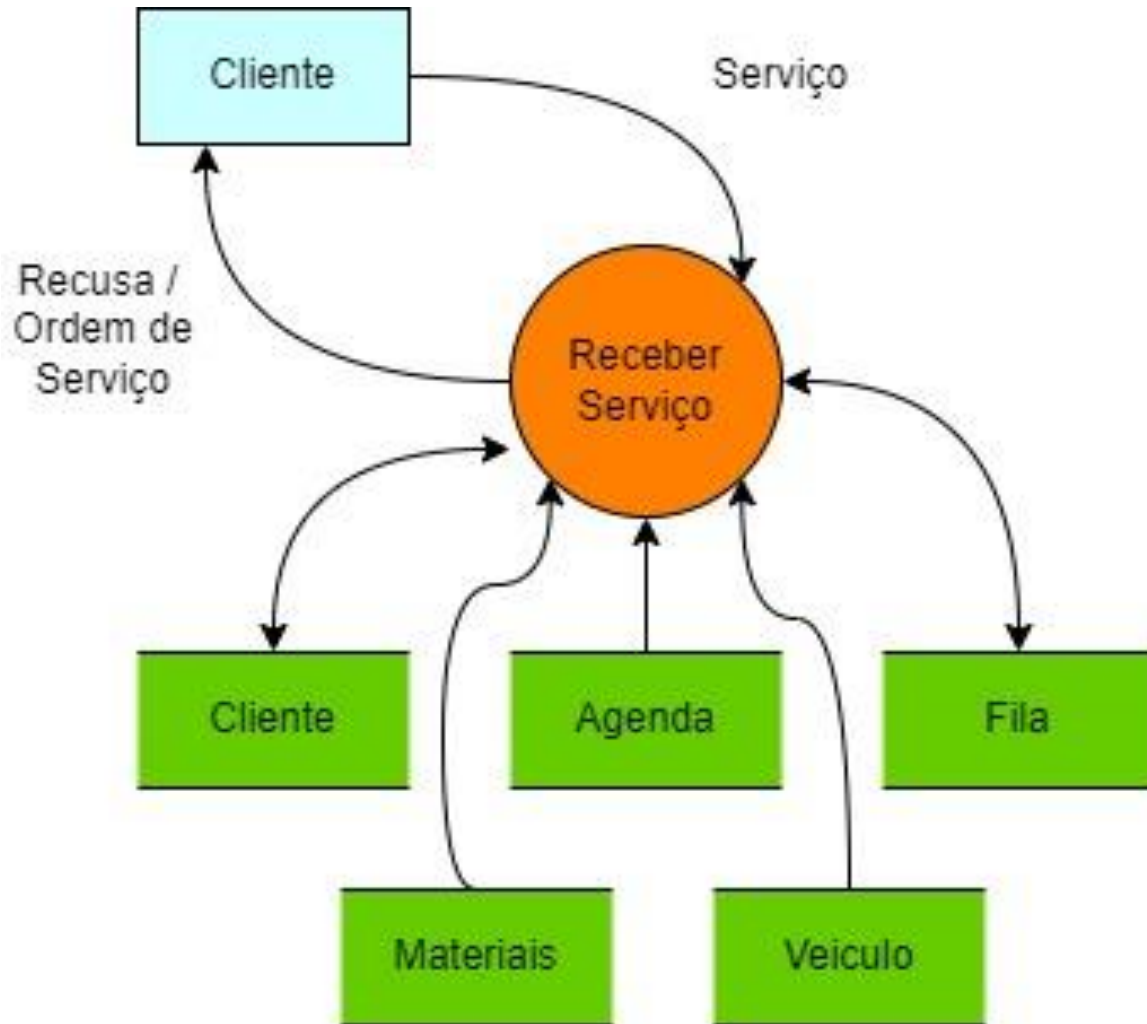 Cliente
Serviço
Recusa /
Ordem de
Serviço
Receber
Serviço
Cliente
Agenda
Fila
Materiais
Veiculo